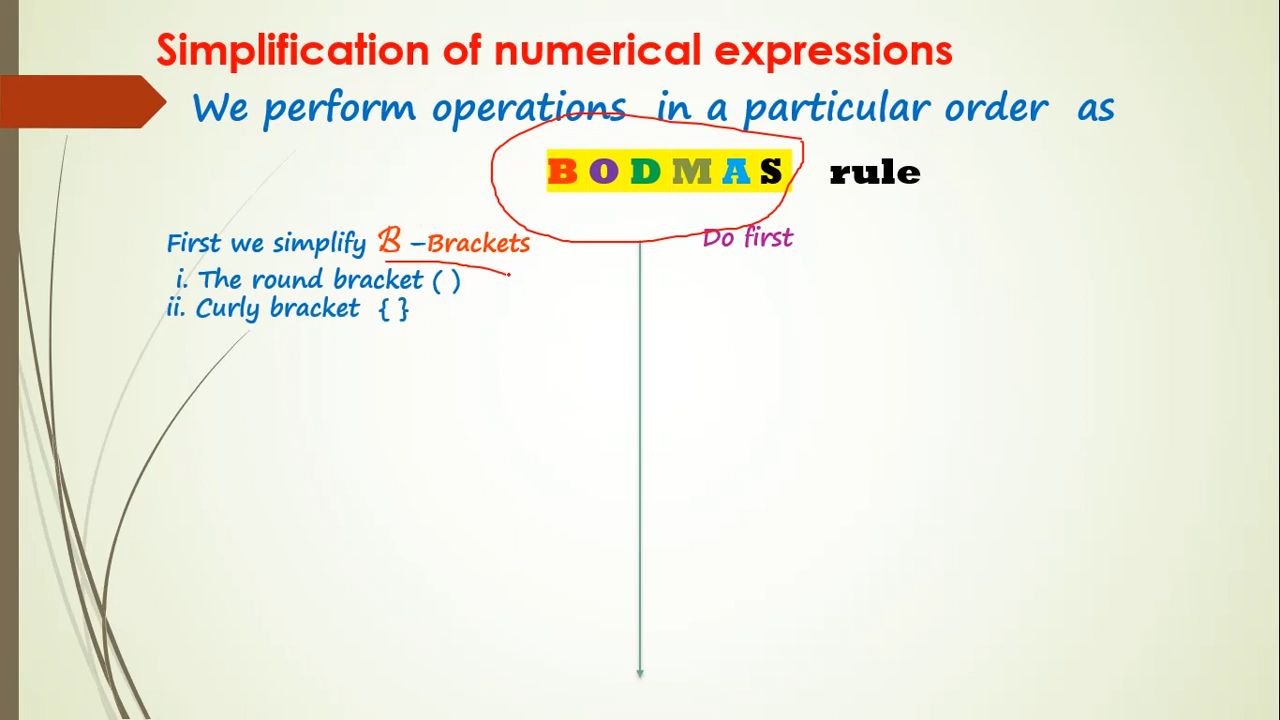 Simplification of numerical expressions
We perform operations in a particular order as
B O D M A S rule
First we simplify B -Brackets
Do first
i. The round bracket ( )
ii. Curly bracket { }